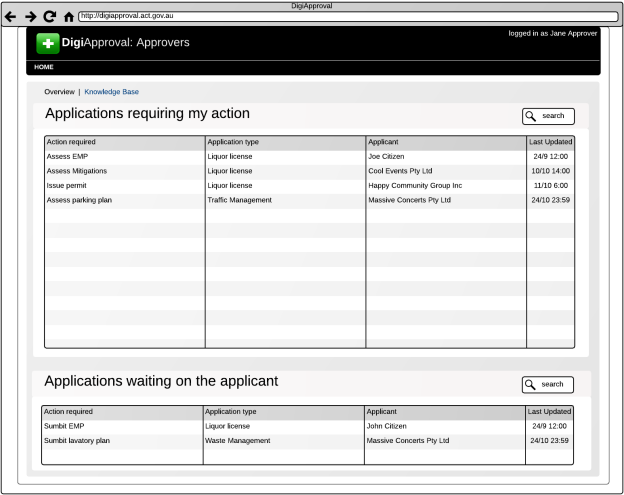 DigiApproval
http://digiapproval.act.gov.au
logged in as Jane Approver
DigiApproval: Approvers
HOME
Overview | Knowledge Base
Applications requiring my action
search
Action required Application type Applicant Last Updated
Assess EMP Liquor license Joe Citizen 24/9 12:00
Assess Mitigations Liquor license Cool Events Pty Ltd 10/10 14:00
Issue permit Liquor license Happy Community Group Inc 11/10 6:00
Assess parking plan Traffic Management Massive Concerts Pty Ltd 24/10 23:59
Applications waiting on the applicant
search
Action required Application type Applicant Last Updated
Sumbit EMP Liquor license John Citizen 24/9 12:00
Sumbit lavatory plan Waste Management Massive Concerts Pty Ltd 24/10 23:59